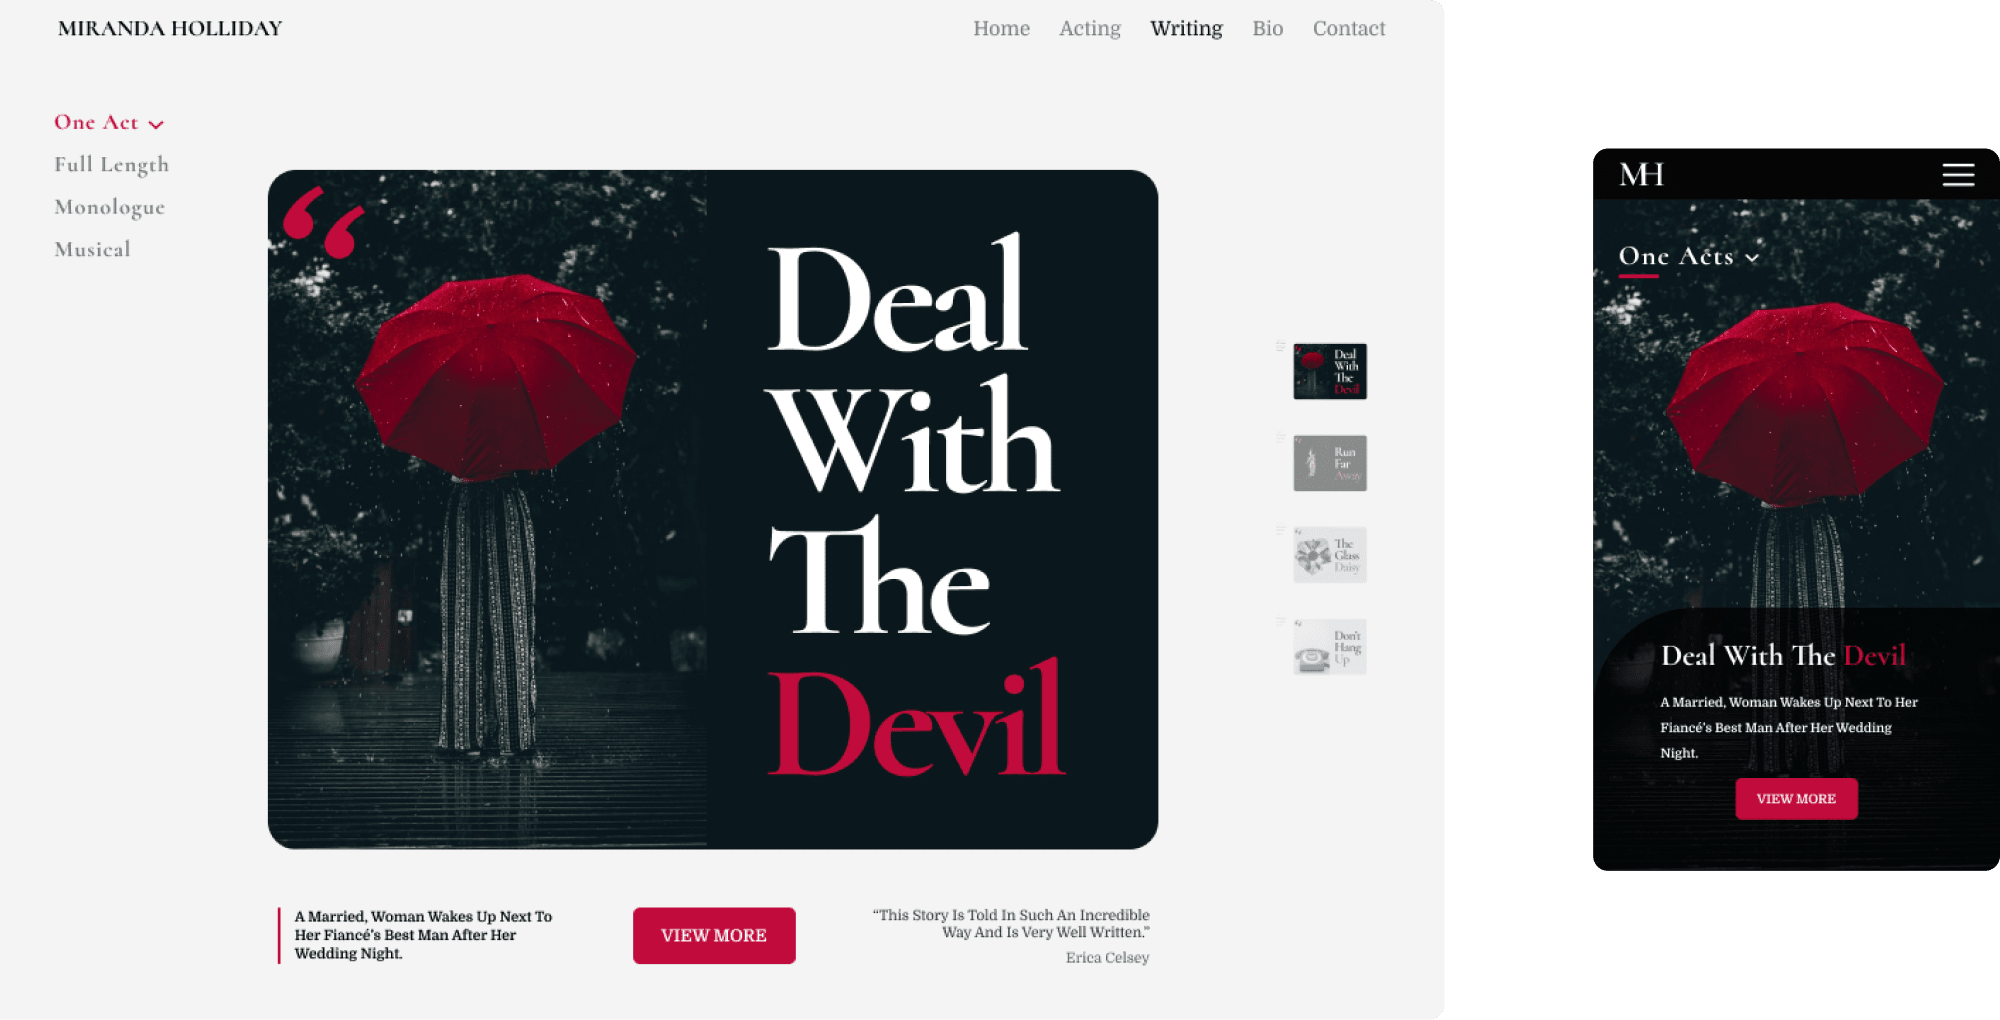 MIRANDA HOLLIDAY
Home Acting Writing Bio Contact
One Act
Full Length
Monologue
Musical
“
Deal
With
The
Devil
Deal
With
The
Devil
Run
Far
Away
The
Glass
Daisy
Don't
Hang
Up
A Married, Woman Wakes Up Next To
Her Fiancé's Best Man After Her
Wedding Night.
VIEW MORE
“This Story Is Told In Such An Incredible
Way And Is Very Well Written.”
Erica Celsey
MH
One Acts
Deal With The Devil
A Married, Woman Wakes Up Next To Her
Fiancé's Best Man After Her Wedding
Night.
VIEW MORE